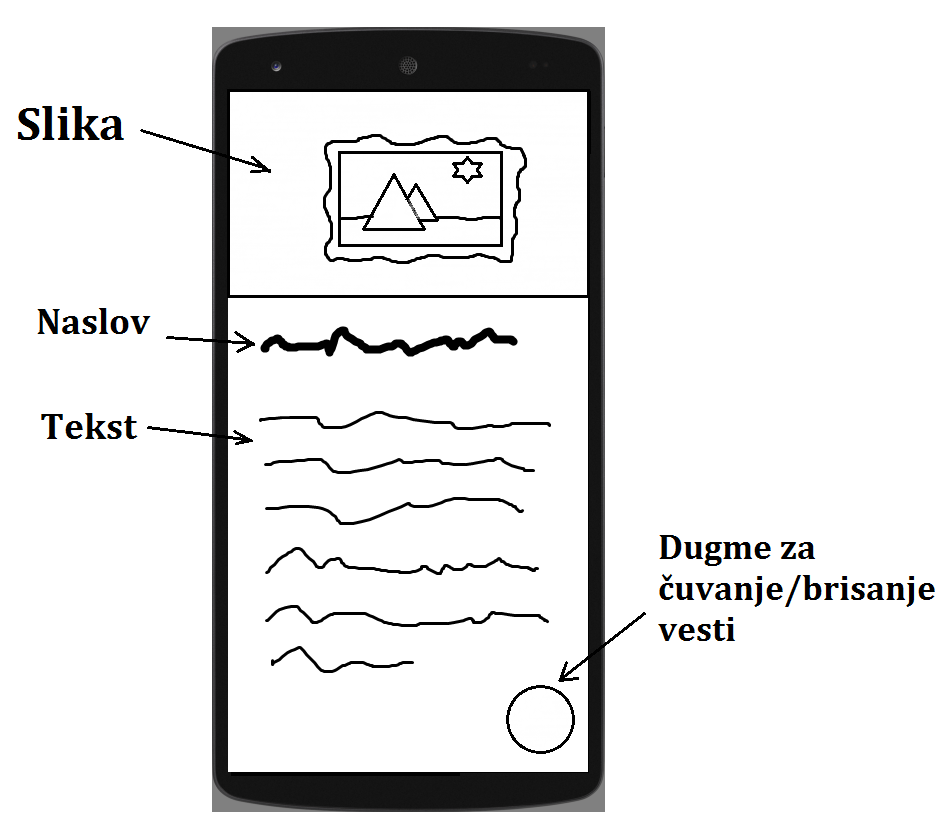 Slika
Naslov
Tekst
Dugme za
čuvanje/brisanje
vesti